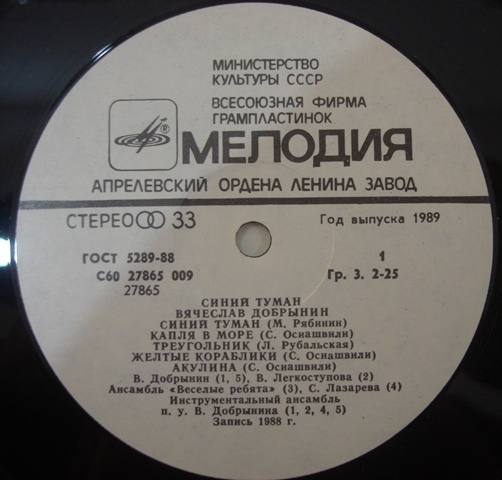 МИНИСТЕРСТВО
КУЛЬТУРЫ СССР
ВСЕСОЮЗНАЯ ФИРМА
ГРАМПЛАСТИНОК
®
МЕЛОДИЯ
АПРЕЛЕВСКИЙ ОРДЕНА ЛЕНИНА ЗАВОД
СТЕРЕО 33 Год выпуска 1989
ГОСТ 5289-88 1
С60 27865 009 Гр. 3. 2-25
27865
СИНИЙ ТУМАН
ВЯЧЕСЛАВ ДОБРЫНИН
СИНИЙ ТУМАН (М. Рябинин)
КАПЛЯ В МОРЕ (С. Осиашвили)
ТРЕУГОЛЬНИК (Л. Рубальская)
ЖЕЛТЫЕ КОРАБЛИКИ (С. Осиашвили)
АКУЛИНА (С. Осиашвили)
В. Добрынин (1, 5), В. Легкоступова (2)
Ансамбль «Веселые ребята» (3), С. Лазарева (4)
Инструментальный ансамбль
п. у. В. Добрынина (1, 2, 4, 5)
Запись 1988 г.